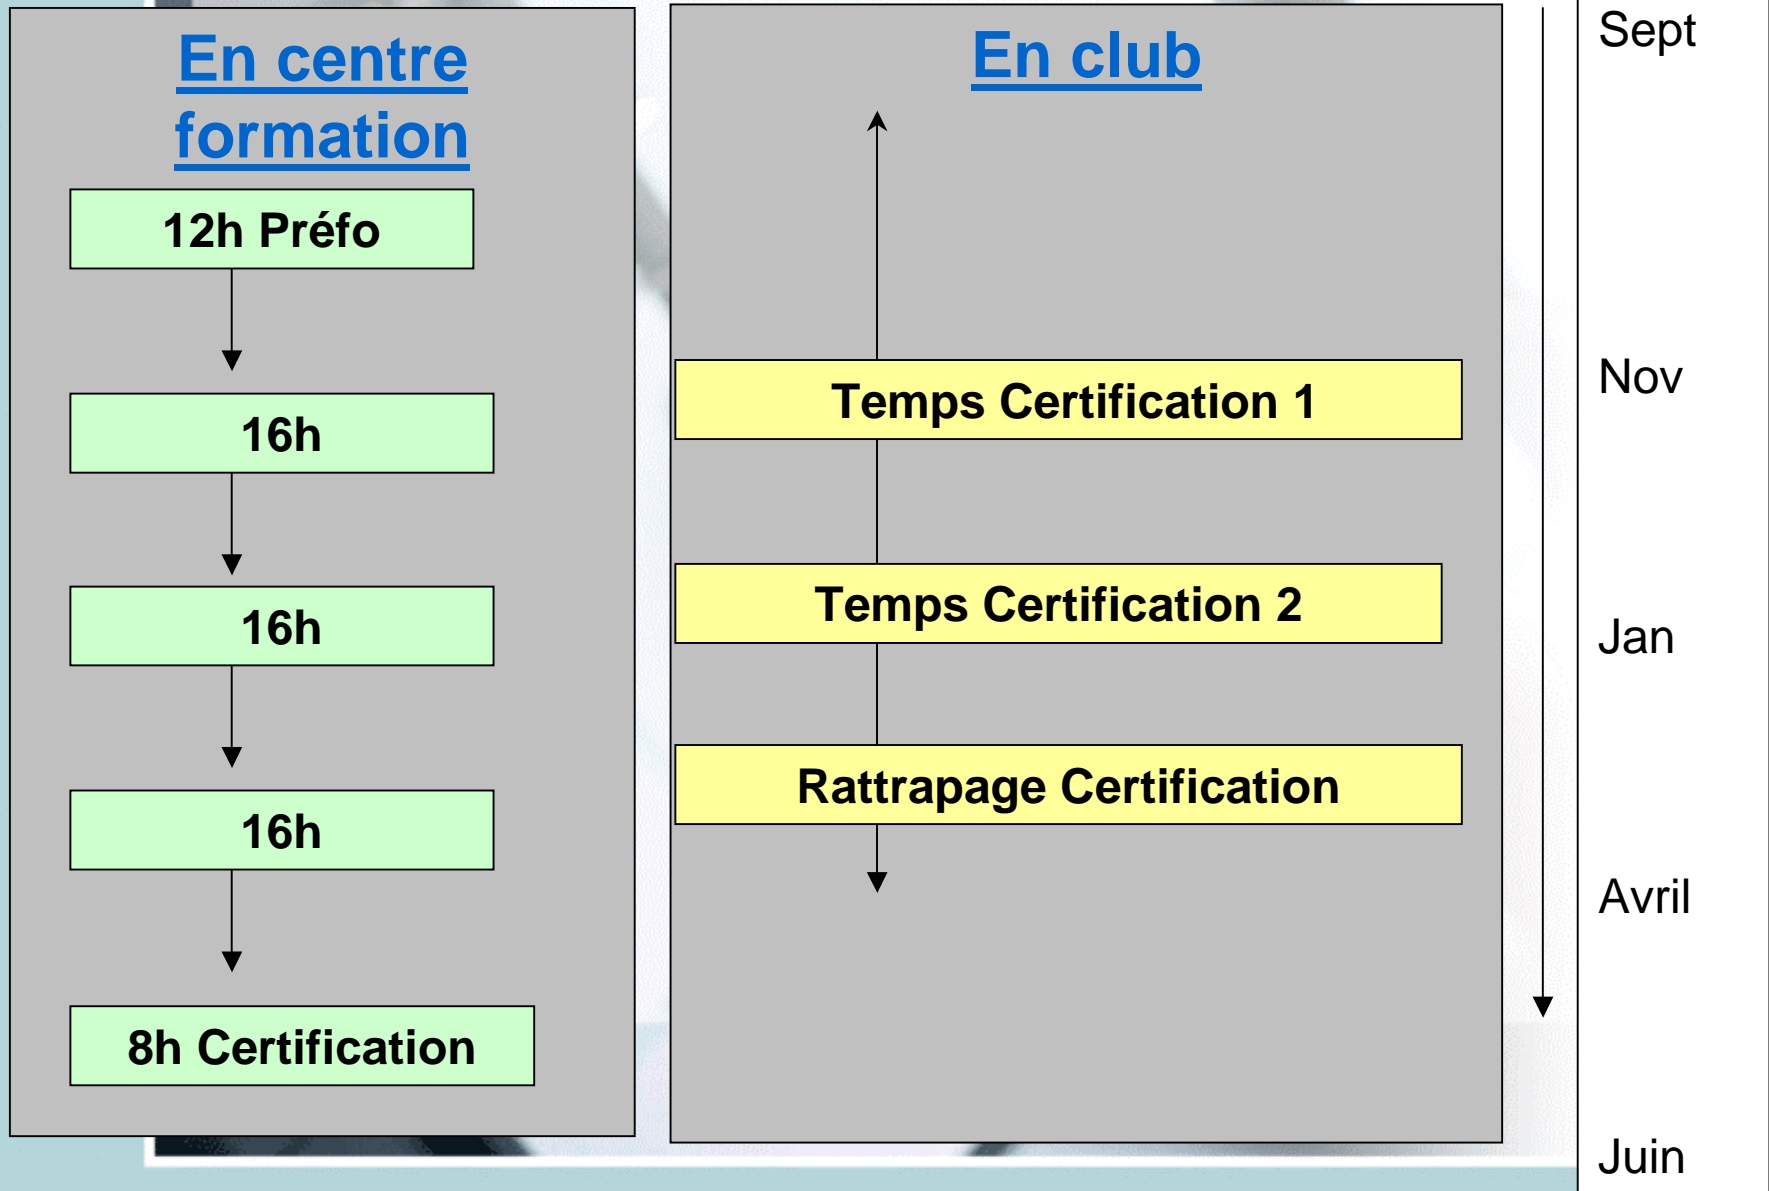 En centre
formation
12h Préfo
16h
16h
16h
8h Certification
En club
Temps Certification 1
Temps Certification 2
Rattrapage Certification
Sept
Nov
Jan
Avril
Juin